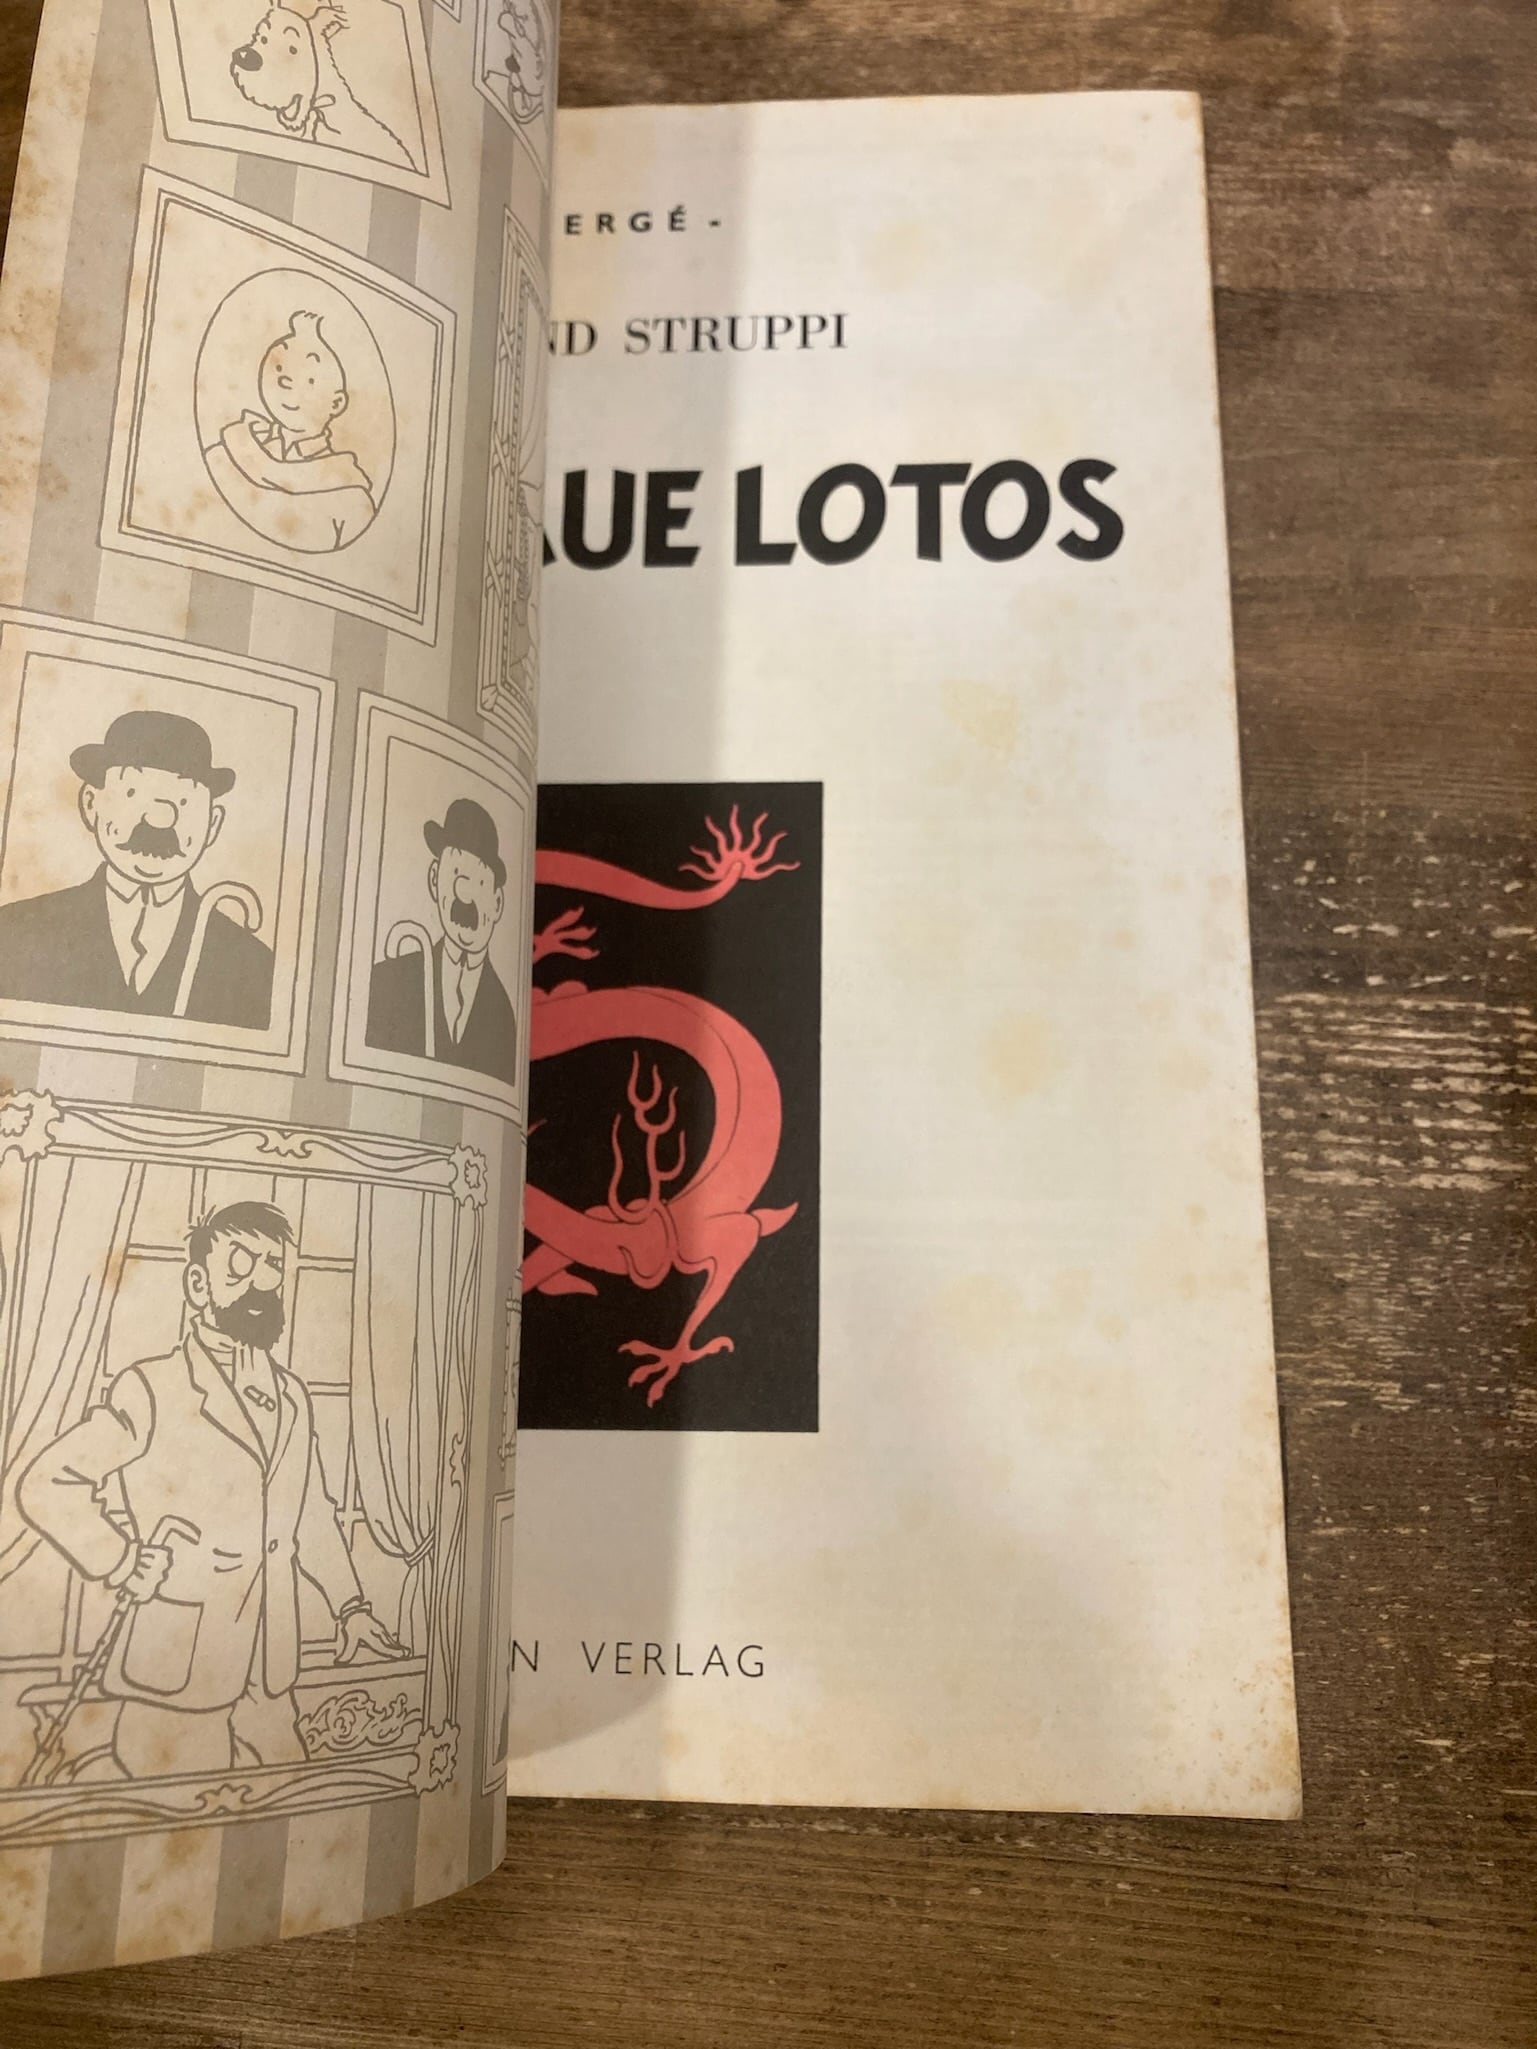 ERGÉ -
ND STRUPPI
AUE LOTOS
N VERLAG